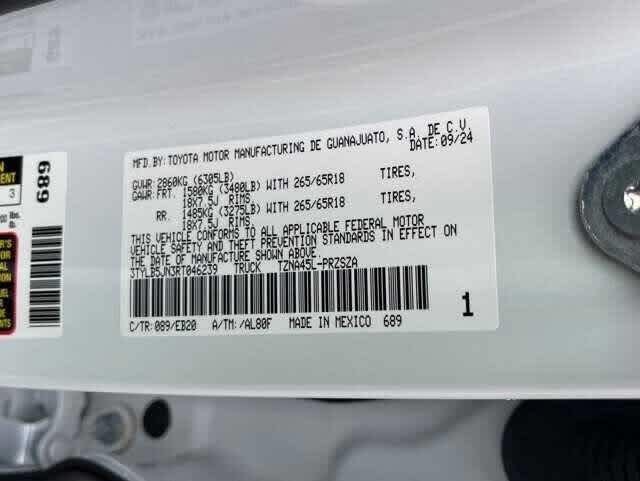 MFD. BY: TOYOTA MOTOR MANUFACTURING DE GUANAJUATO, S.A. DE C.V.
DATE: 09/24
GVWR: 2860KG (6305LB)
GAWR: FRT. 1580KG (3480LB) WITH 265/65R18 TIRES,
18X7.5J RIMS
RR. 1485KG (3275LB) WITH 265/65R18 TIRES,
18X7.5J RIMS
THIS VEHICLE CONFORMS TO ALL APPLICABLE FEDERAL MOTOR
VEHICLE SAFETY AND THEFT PREVENTION STANDARDS IN EFFECT ON
THE DATE OF MANUFACTURE SHOWN ABOVE.
3TYLB5JN3RT046239 TRUCK TZNA45L-PRZSZA
C/TR: 089/EB20 A/TM: /AL80F MADE IN MEXICO 689
1
689
3